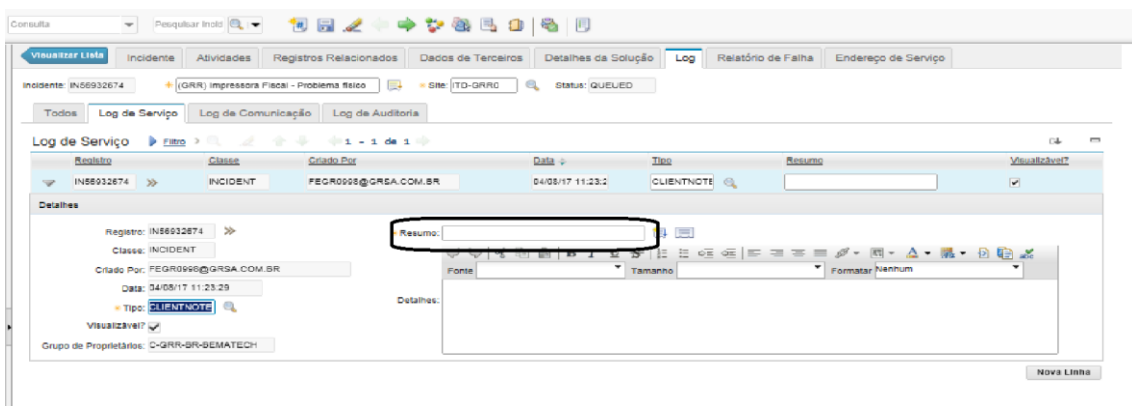 Consulta Pesquisar Incid
Visualizar Lista Incidente Atividades Registros Relacionados Dados de Terceiros Detalhes da Solução Log Relatório de Falha Endereço de Serviço
Incidente: IN56932674 (GRR) Impressora Fiscal - Problema físico Site: ITD-GRRC Status: QUEUED
Todos Log de Serviço Log de Comunicação Log de Auditoria
Log de Serviço Filtro 1 - 1 de 1
Registro Classe Criado Por Data Tipo Resumo Visualizável?
IN56932674 INCIDENT FEGR0998@GRSA.COM.BR 04/08/17 11:23:2 CLIENTNOTE
Detalhes
Registro: IN56932674 Resumo:
Classe: INCIDENT
Criado Por: FEGR0998@GRSA.COM.BR Fonte Tamanho Formatar Nenhum
Data: 04/08/17 11:23:29
Tipo: CLIENTNOTE Detalhes:
Visualizável?
Grupo de Proprietários: C-GRR-BR-BEMATECH
Nova Linha